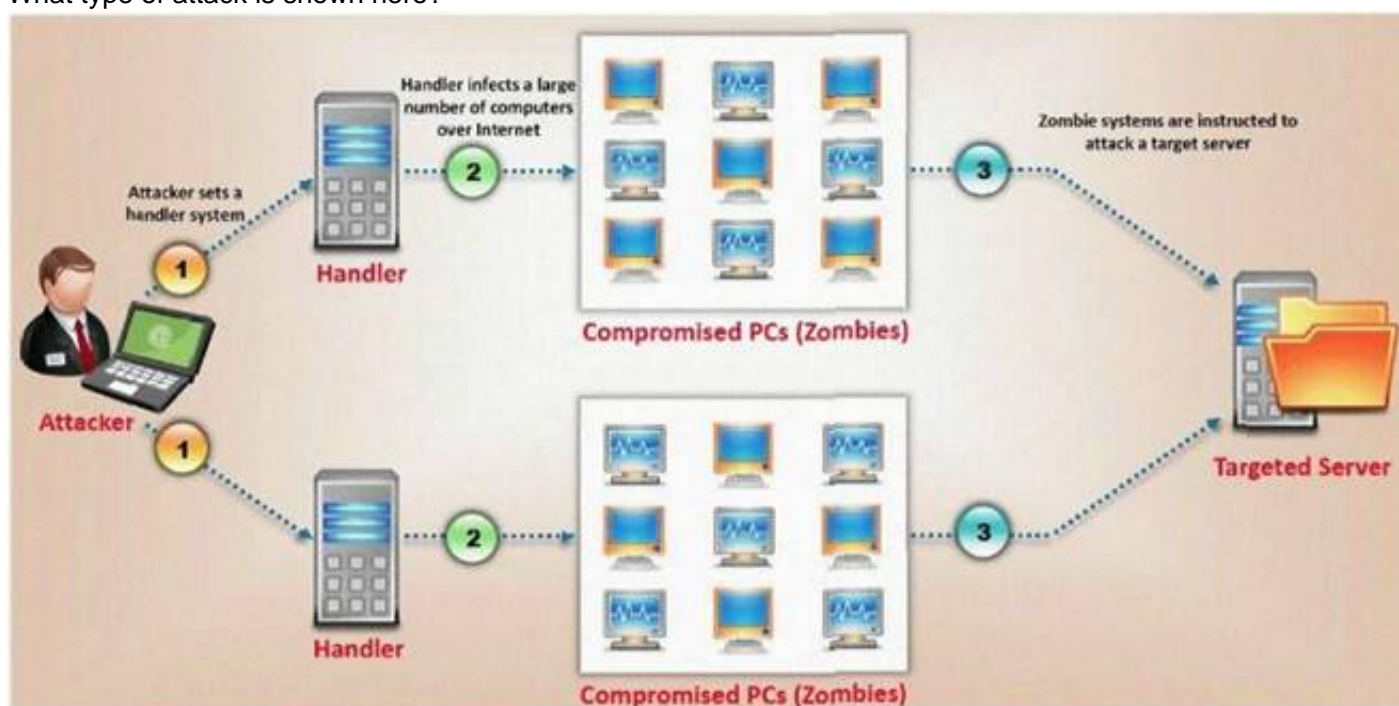 What type of attack is shown here?
Handler infects a large
number of computers
over Internet
Zombie systems are instructed to
attack a target server
Attacker sets a
handler system
1
2
3
Handler
Compromised PCs (Zombies)
Attacker
1
2
3
Targeted Server
Handler
Compromised PCs (Zombies)